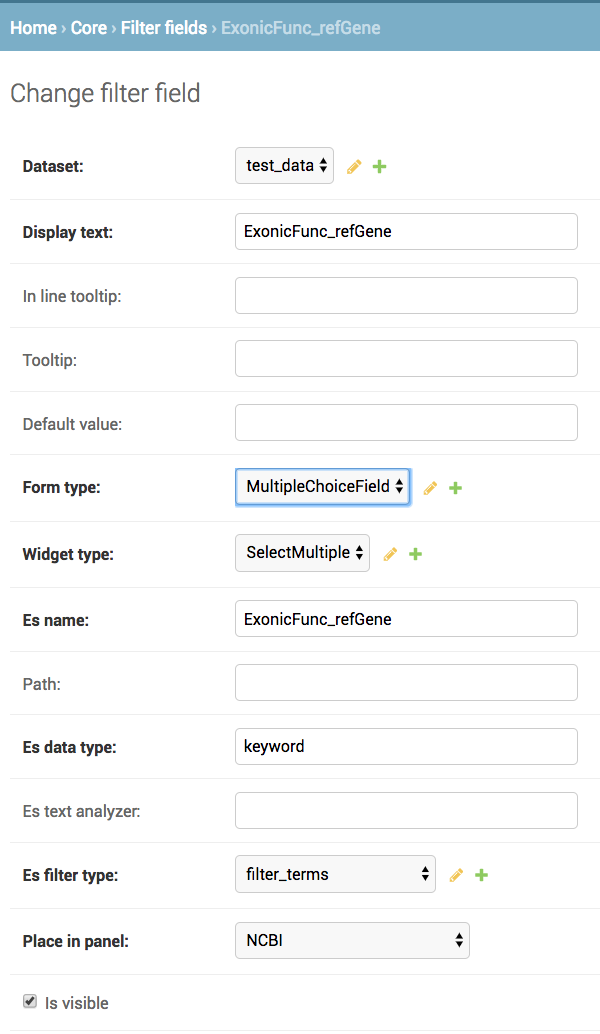 Home › Core › Filter fields › ExonicFunc_refGene
Change filter field
Dataset: test_data
Display text: ExonicFunc_refGene
In line tooltip:
Tooltip:
Default value:
Form type: MultipleChoiceField
Widget type: SelectMultiple
Es name: ExonicFunc_refGene
Path:
Es data type: keyword
Es text analyzer:
Es filter type: filter_terms
Place in panel: NCBI
Is visible